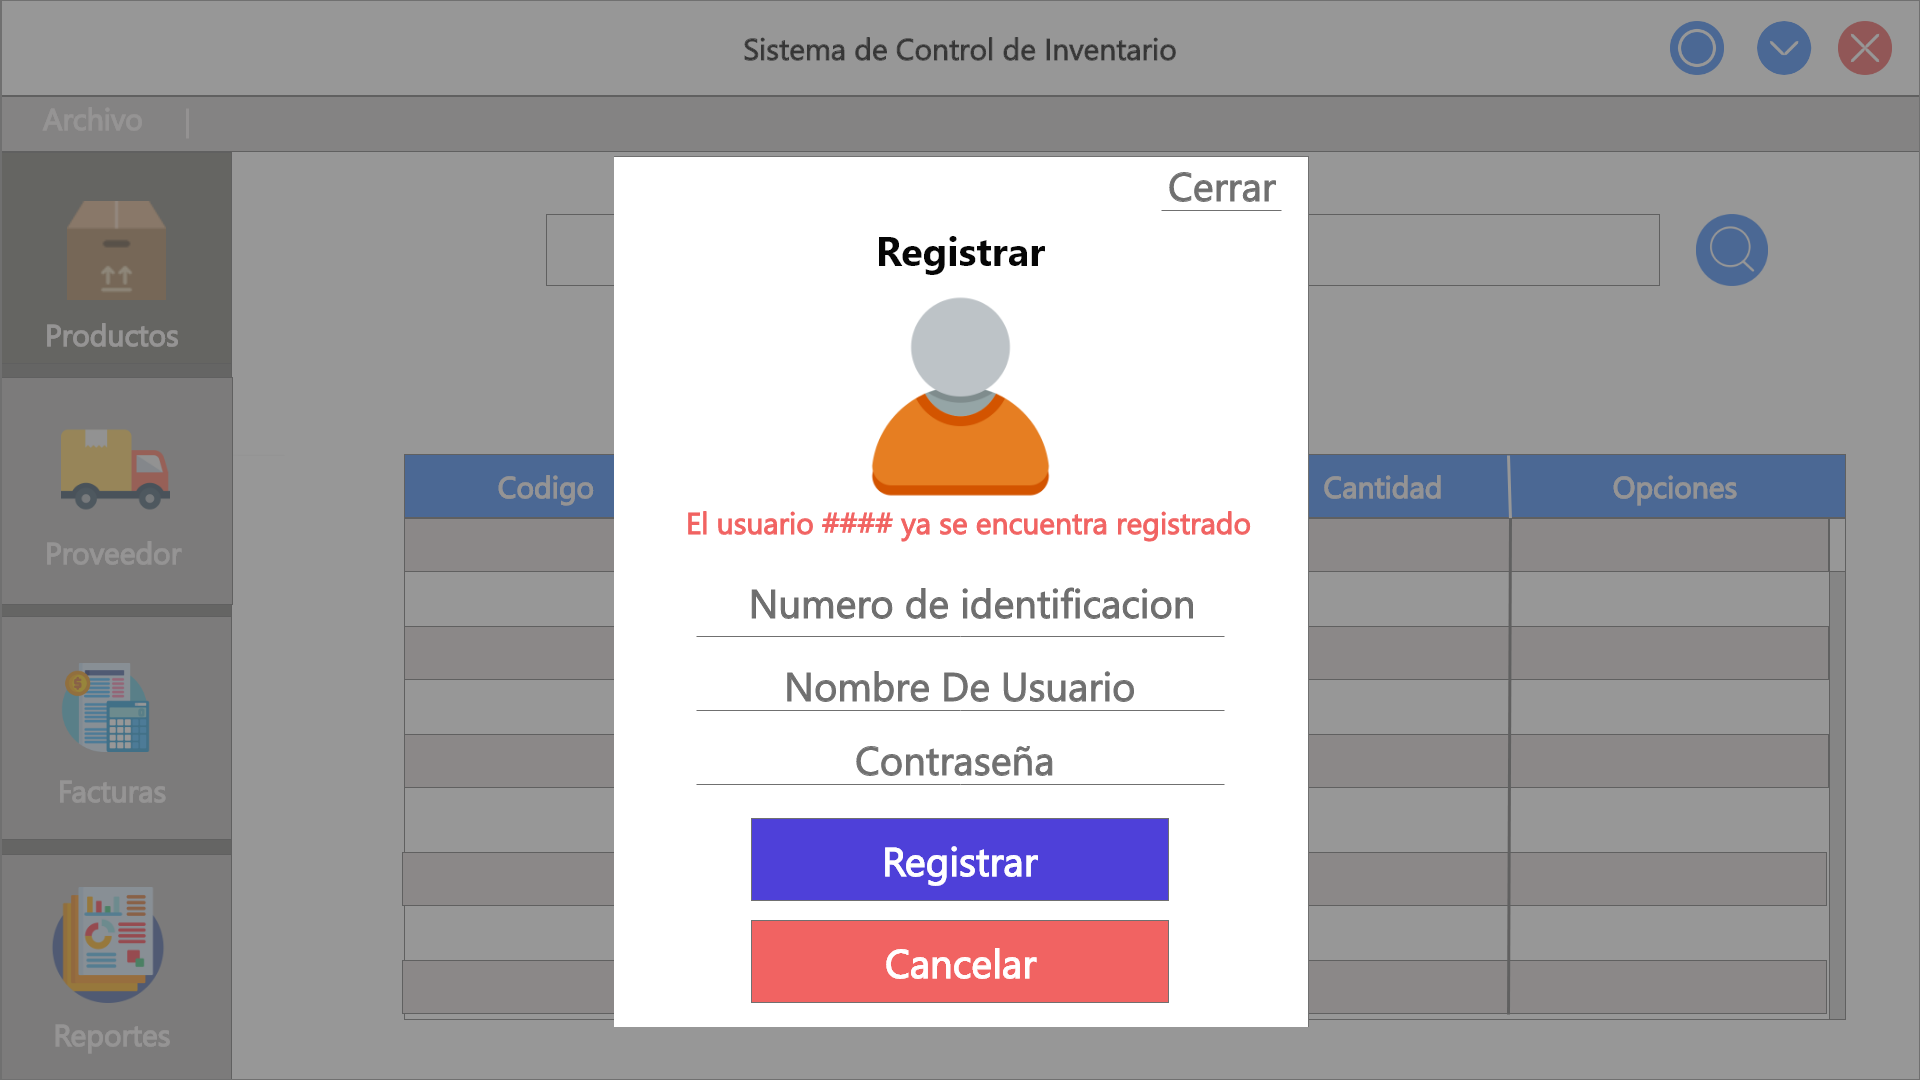 Sistema de Control de Inventario
Archivo |
Cerrar
Registrar
El usuario #### ya se encuentra registrado
Numero de identificacion
Nombre De Usuario
Contraseña
Registrar
Cancelar
Productos
Proveedor
Facturas
Reportes
Codigo
Cantidad
Opciones